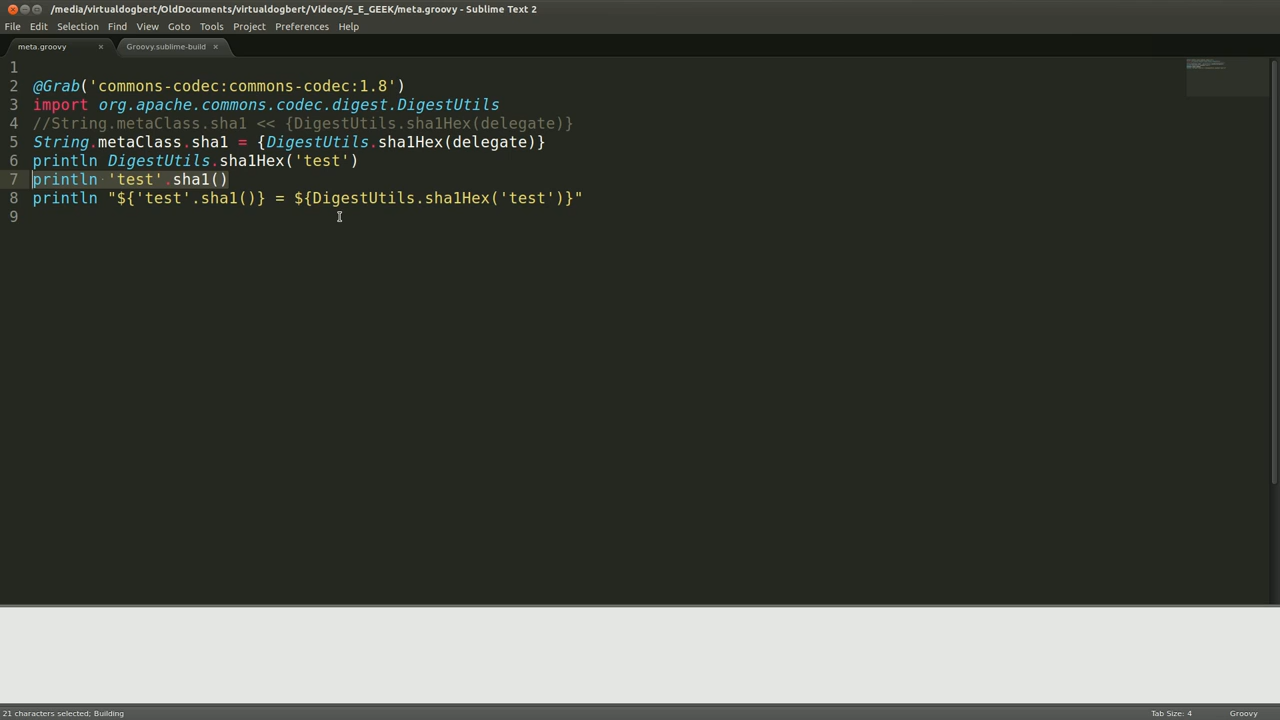 /media/virtualdogbert/OldDocuments/virtualdogbert/Videos/S_E_GEEK/meta.groovy - Sublime Text 2
File Edit Selection Find View Goto Tools Project Preferences Help
meta.groovy × Groovy.sublime-build ×
1
2 @Grab('commons-codec:commons-codec:1.8')
3 import org.apache.commons.codec.digest.DigestUtils
4 //String.metaClass.sha1 << {DigestUtils.sha1Hex(delegate)}
5 String.metaClass.sha1 = {DigestUtils.sha1Hex(delegate)}
6 println DigestUtils.sha1Hex('test')
7 println 'test'.sha1()
8 println "${'test'.sha1()} = ${DigestUtils.sha1Hex('test')}"
9
21 characters selected; Building Tab Size: 4 Groovy